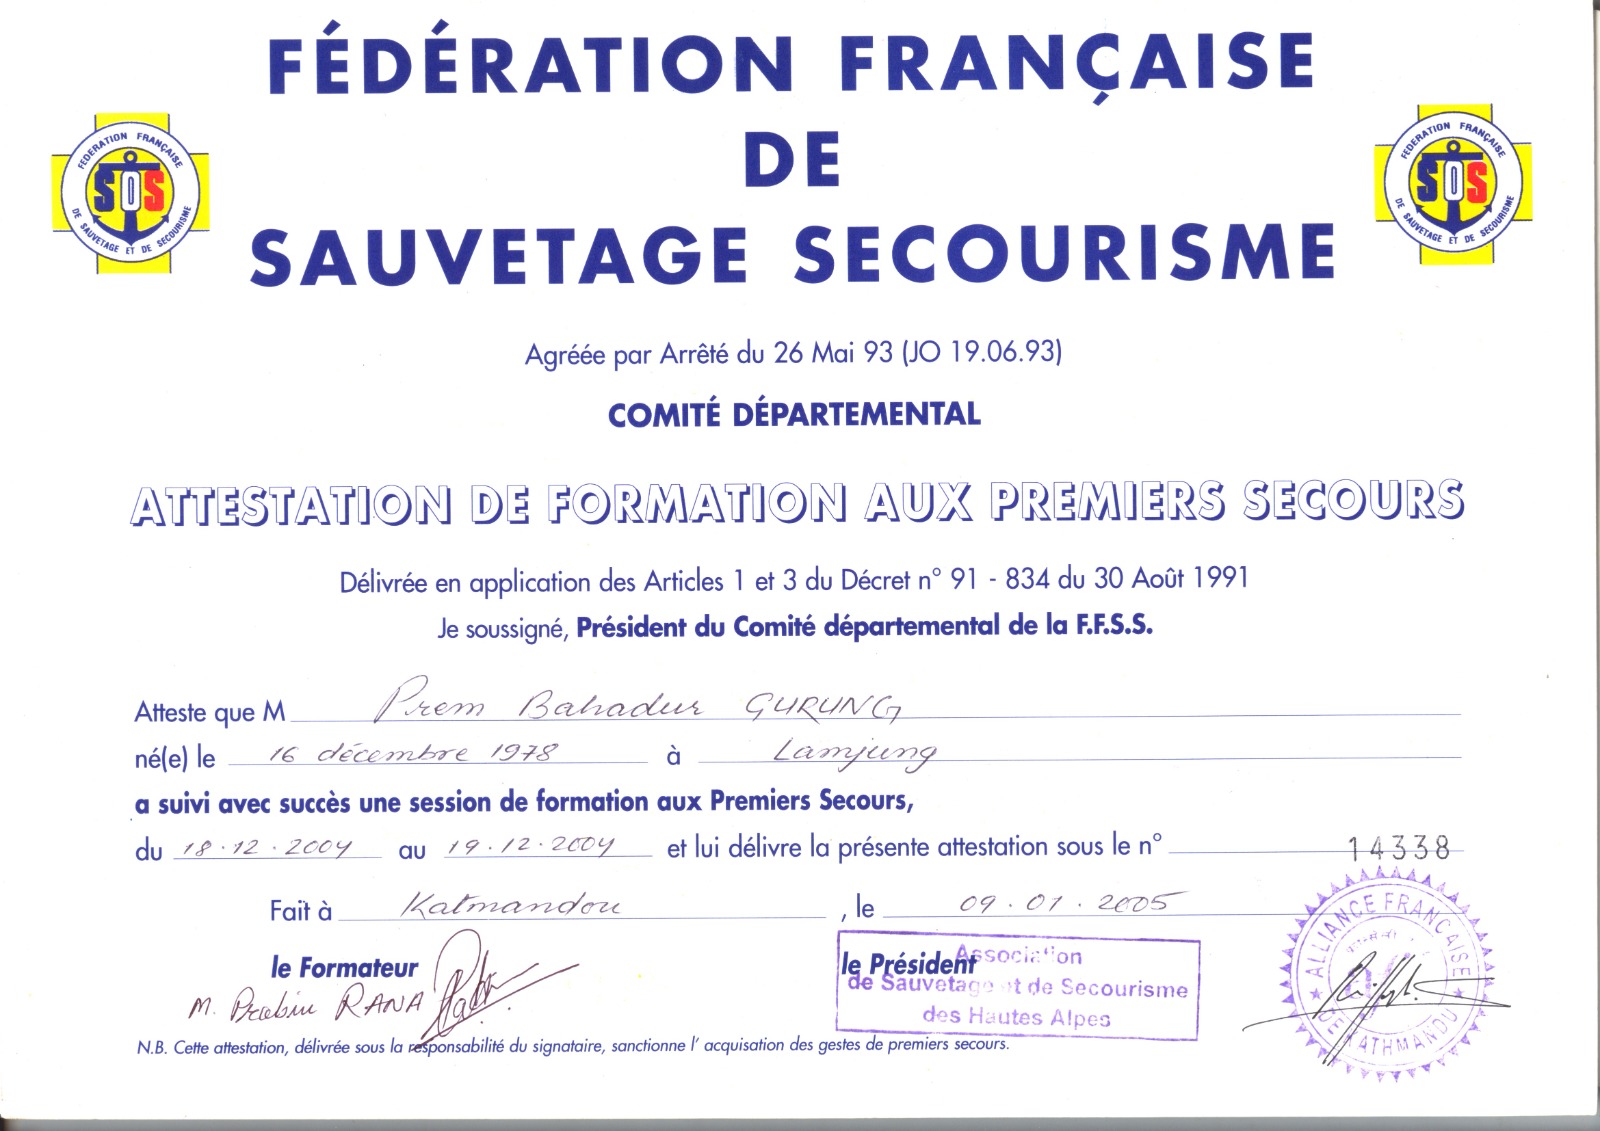 FÉDÉRATION FRANÇAISE
DE
SAUVETAGE SECOURISME
FÉDÉRATION FRANÇAISE
SOS
DE SAUVETAGE ET DE SECOURISME
FÉDÉRATION FRANÇAISE
SOS
DE SAUVETAGE ET DE SECOURISME
Agréée par Arrêté du 26 Mai 93 (JO 19.06.93)
COMITÉ DÉPARTEMENTAL
ATTESTATION DE FORMATION AUX PREMIERS SECOURS
Délivrée en application des Articles 1 et 3 du Décret n° 91 - 834 du 30 Août 1991
Je soussigné, Président du Comité départemental de la F.F.S.S.
Atteste que M Prem Bahadur GURUNG
né(e) le 16 décembre 1978 à Lamjung
a suivi avec succès une session de formation aux Premiers Secours,
du 18.12.2004 au 19.12.2004 et lui délivre la présente attestation sous le n° 14338
Fait à Katmandou, le 09.01.2005
le Formateur
M. Prabin RANA
le Président
Association
de Sauvetage et de Secourisme
des Hautes Alpes
ALLIANCE FRANÇAISE
DE KATHMANDU
N.B. Cette attestation, délivrée sous la responsabilité du signataire, sanctionne l' acquisation des gestes de premiers secours.